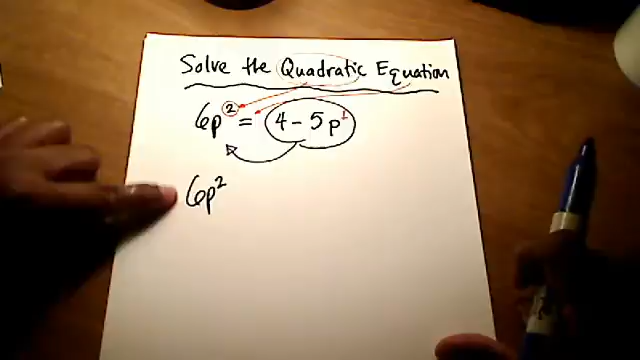 Solve the Quadratic Equation
6p² = 4 - 5p¹
6p²